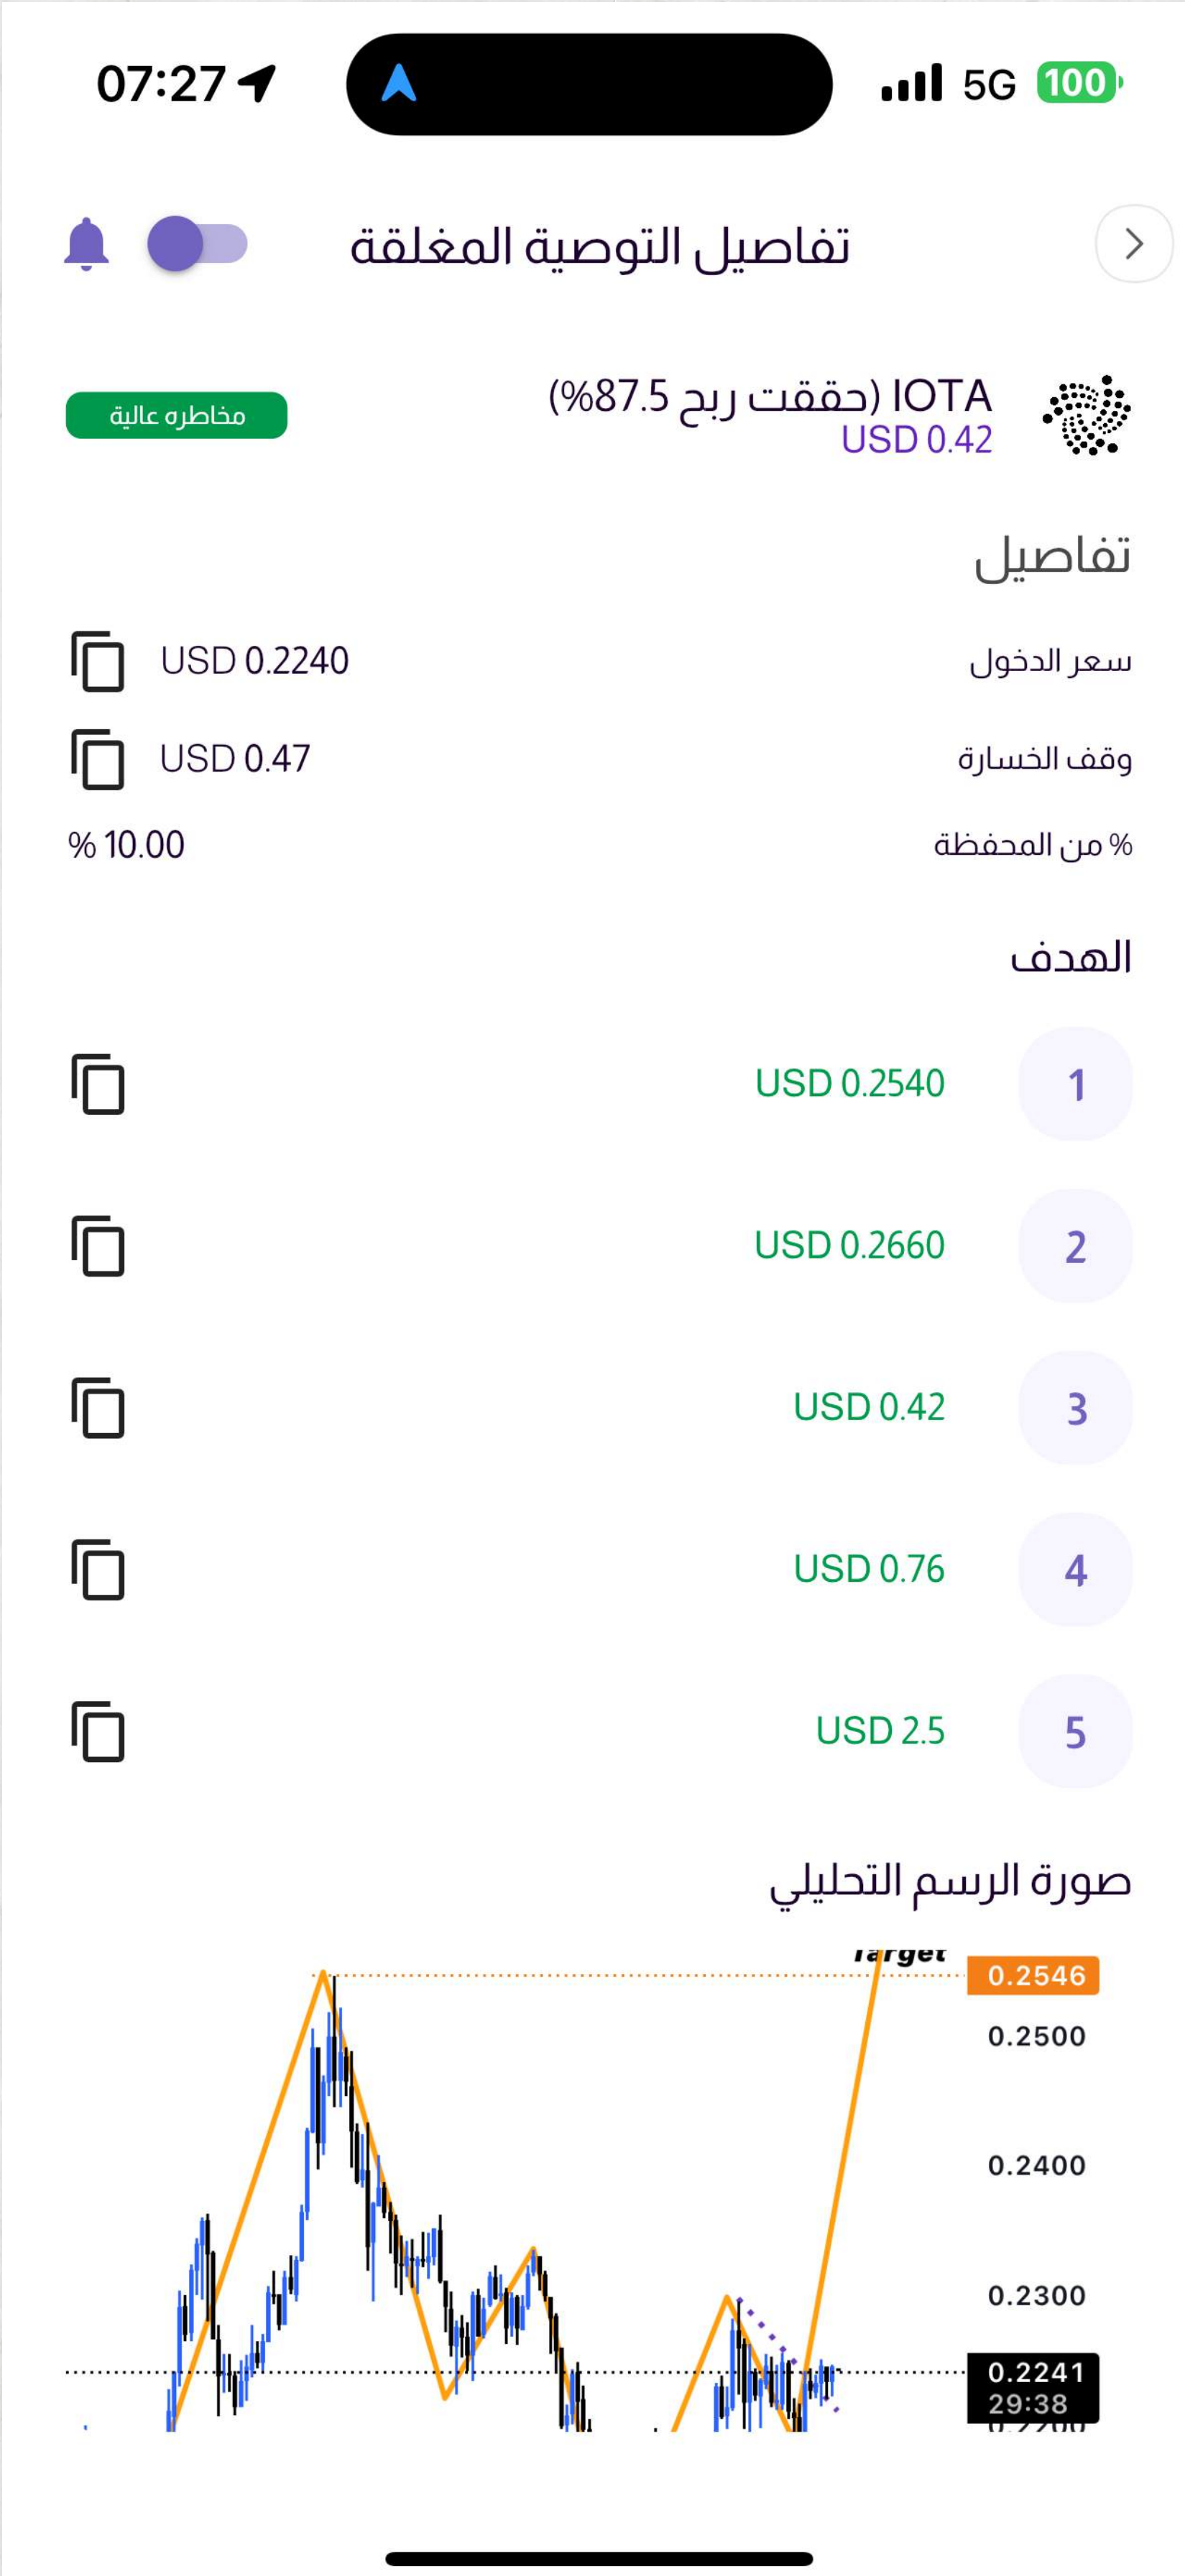 07:27
5G 100
تفاصيل التوصية المغلقة
IOTA (حققت ربح 87.5%)
USD 0.42
مخاطره عالية
تفاصيل
سعر الدخول USD 0.2240
وقف الخسارة USD 0.47
% من المحفظة % 10.00
الهدف
1 USD 0.2540
2 USD 0.2660
3 USD 0.42
4 USD 0.76
5 USD 2.5
صورة الرسم التحليلي
Target
0.2546
0.2500
0.2400
0.2300
0.2241
29:38
0.2200